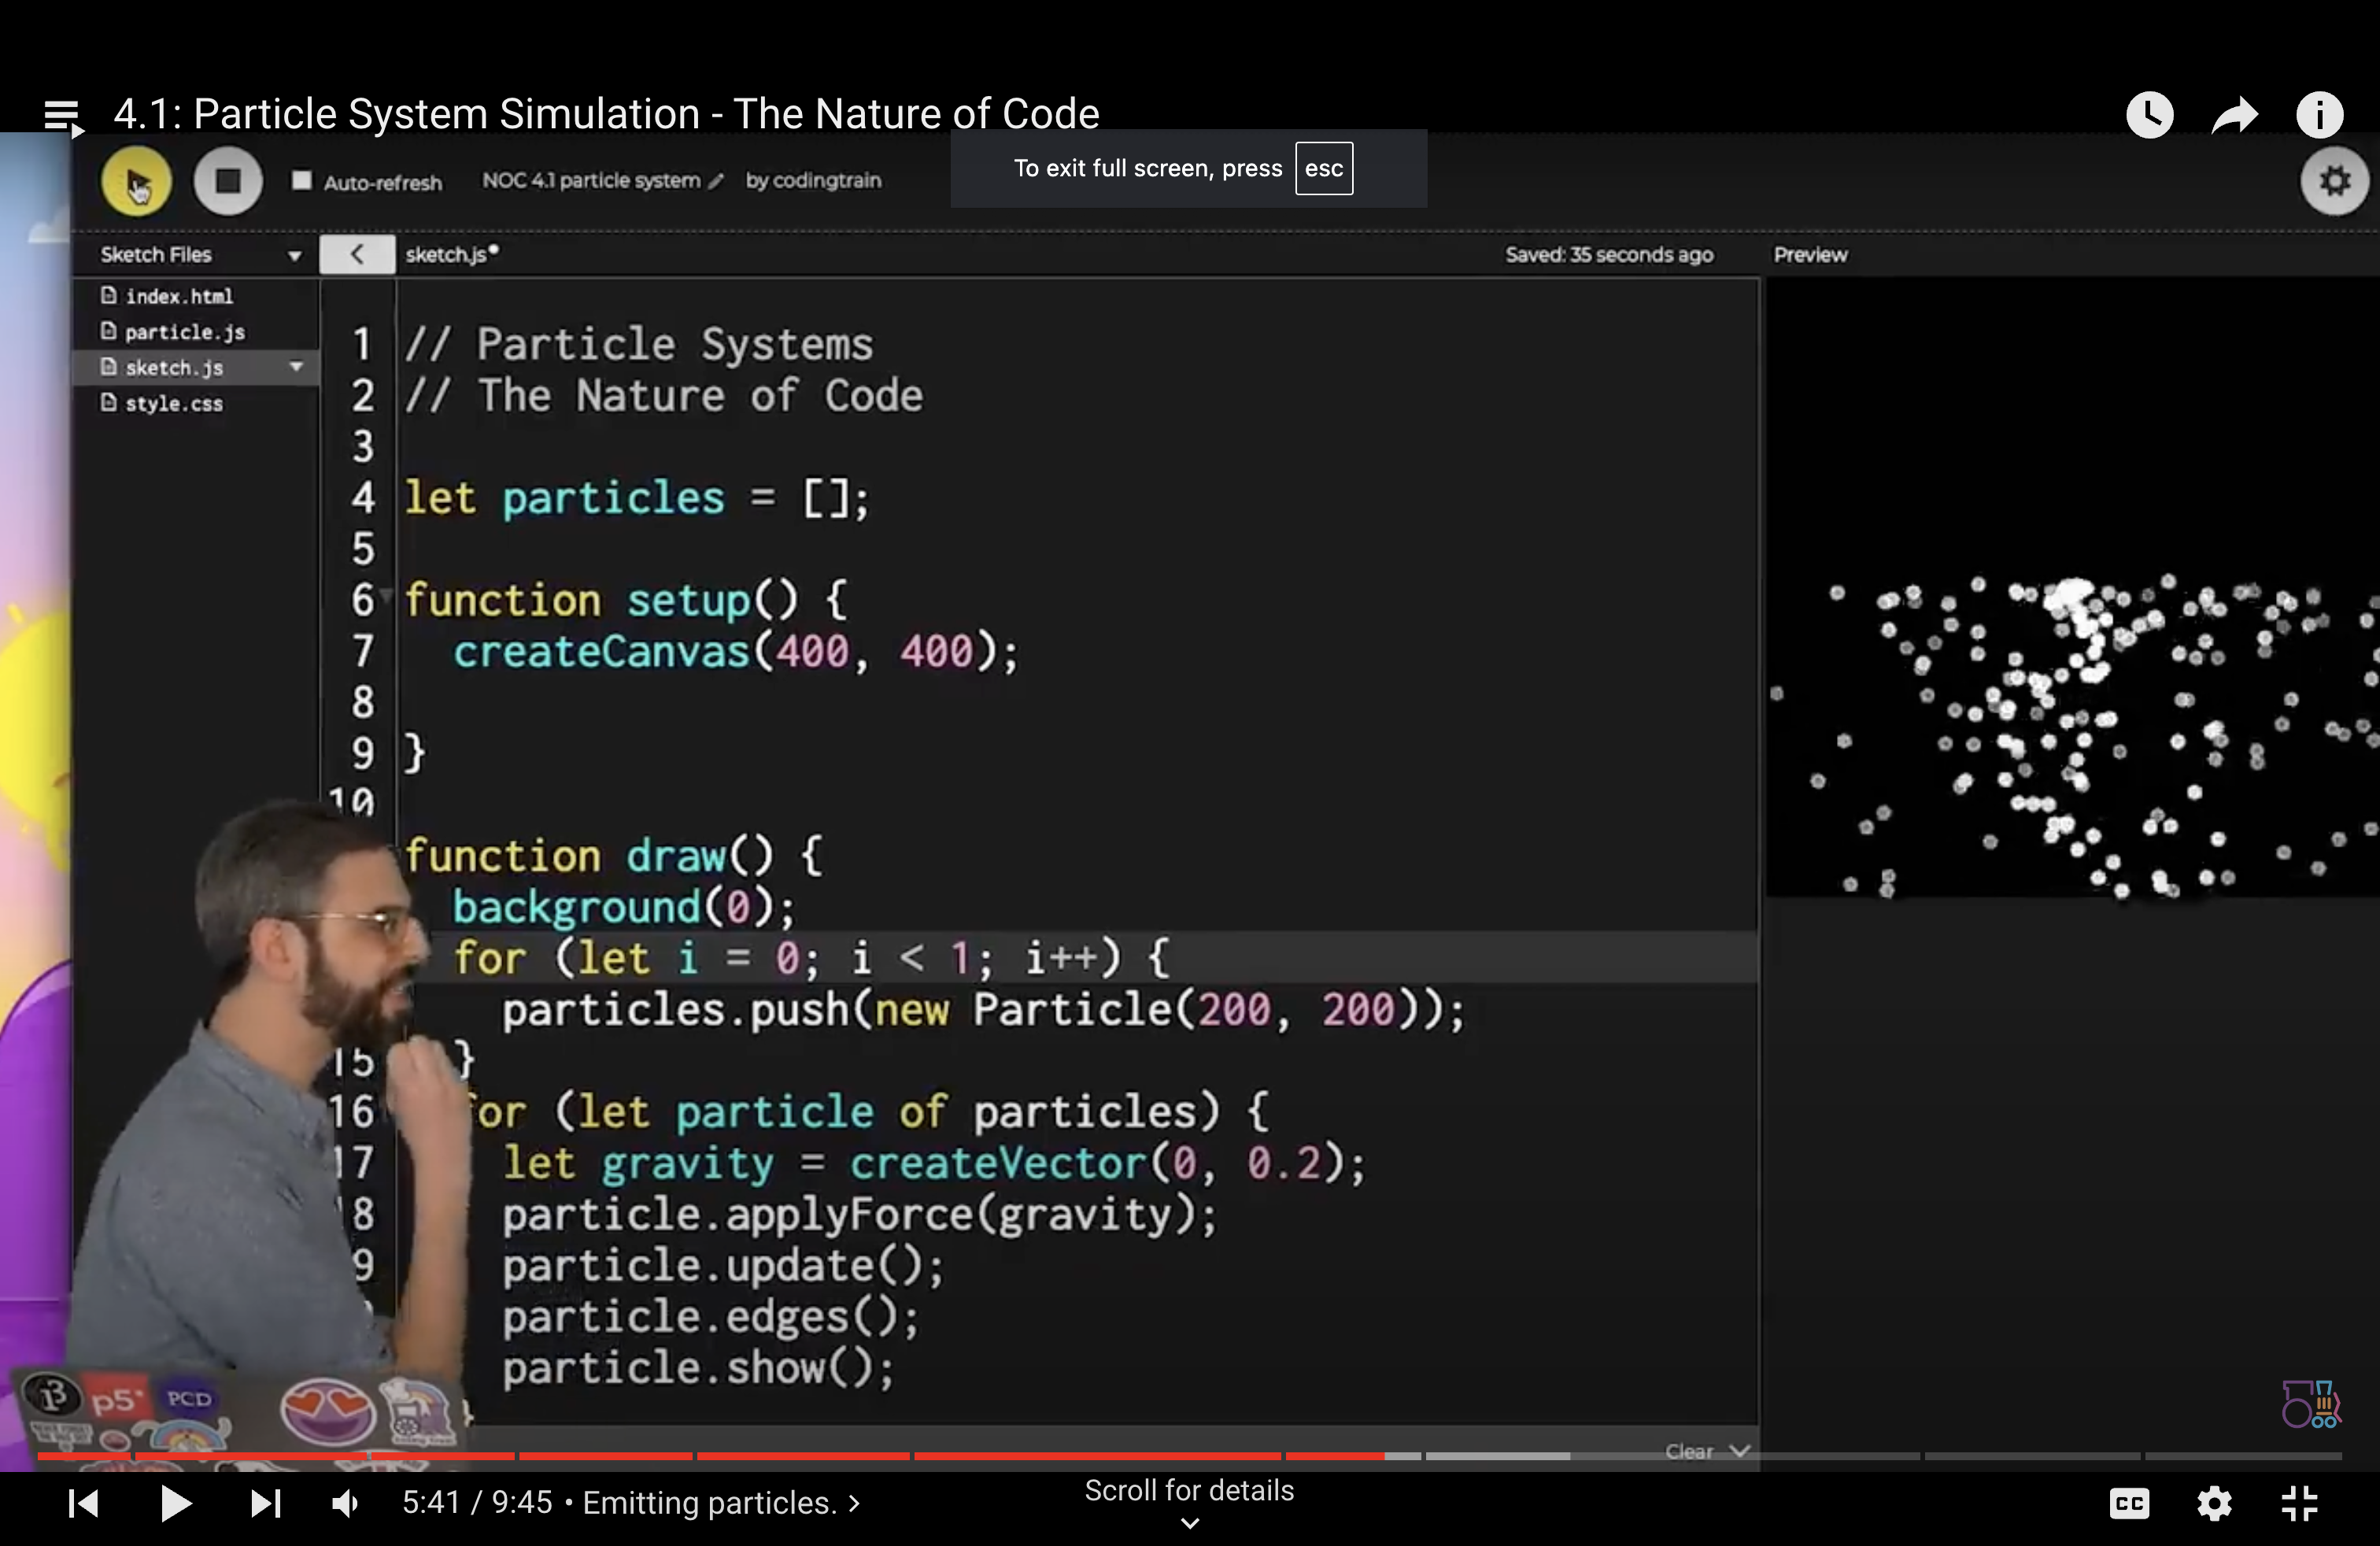 4.1: Particle System Simulation - The Nature of Code
To exit full screen, press esc
Auto-refresh NOC 4.1 particle system by codingtrain
Sketch Files
sketch.js•
Saved: 35 seconds ago
Preview
index.html
particle.js
sketch.js
style.css
1 // Particle Systems
2 // The Nature of Code
3
4 let particles = [];
5
6 function setup() {
7 createCanvas(400, 400);
8
9 }
10
function draw() {
background(0);
for (let i = 0; i < 1; i++) {
particles.push(new Particle(200, 200));
15 }
16 for (let particle of particles) {
17 let gravity = createVector(0, 0.2);
8 particle.applyForce(gravity);
9 particle.update();
particle.edges();
particle.show();
}
p5* PCD
Clear
5:41 / 9:45 • Emitting particles. >
Scroll for details
CC